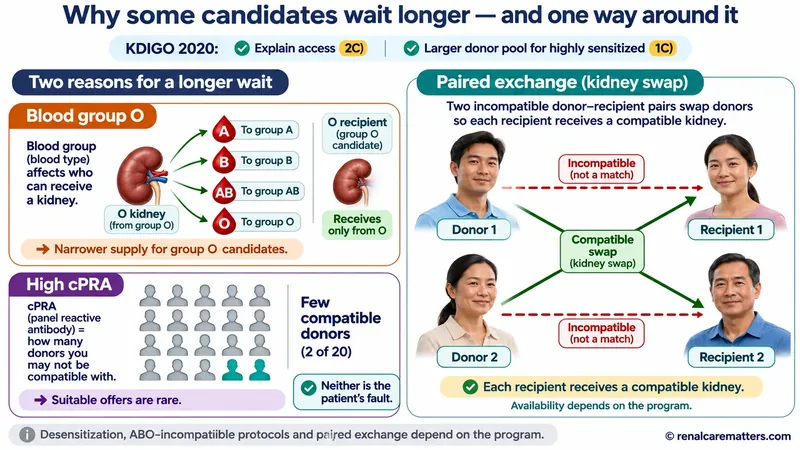 Why some candidates wait longer — and one way around it
KDIGO 2020:
Explain access 2C)
Larger donor pool for highly sensitized 1C)
Two reasons for a longer wait
Blood group O
Blood group
(blood type)
affects who
can receive
a kidney.
O kidney
(from group O)
A To group A
B To group B
AB To group AB
O To group O
O recipient
(group O
candidate)
Receives
only from O
→ Narrower supply for group O candidates.
High cPRA
cPRA
(panel reactive
antibody) =
how many
donors you
may not be
compatible with.
Few
compatible
donors
(2 of 20)
→ Suitable offers are rare.
Neither is the
patient's fault.
Paired exchange (kidney swap)
Two incompatible donor–recipient pairs swap donors
so each recipient receives a compatible kidney.
Incompatible
(not a match)
Donor 1
Recipient 1
Compatible
swap
(kidney swap)
Incompatible
(not a match)
Donor 2
Recipient 2
Each recipient receives a compatible kidney.
Availability depends on the program.
i Desensitization, ABO-incompatiible protocols and paired exchange depend on the program.
© renalcarematters.com